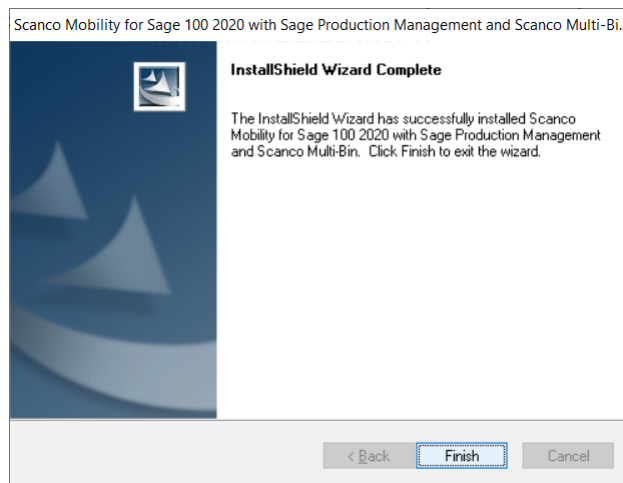 Scanco Mobility for Sage 100 2020 with Sage Production Management and Scanco Multi-Bi...
InstallShield Wizard Complete
The InstallShield Wizard has successfully installed Scanco
Mobility for Sage 100 2020 with Sage Production Management
and Scanco Multi-Bin. Click Finish to exit the wizard.
< Back Finish Cancel